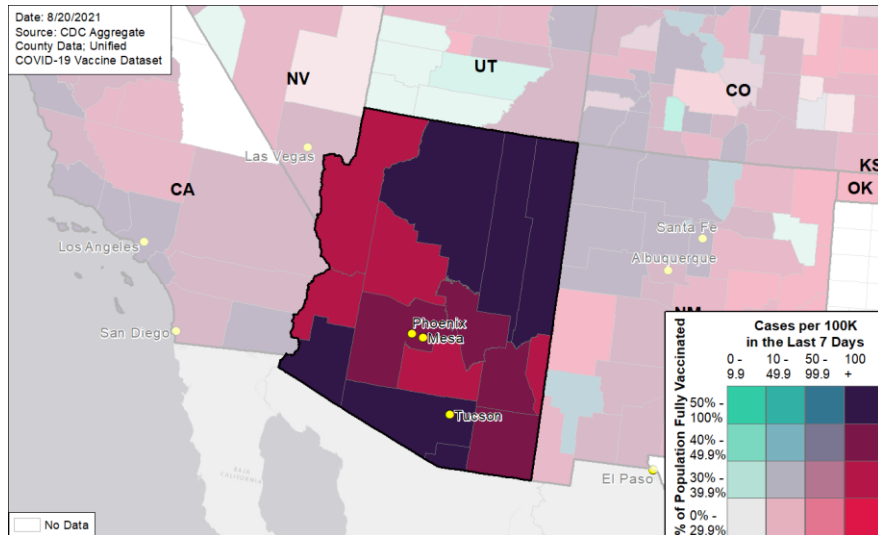 Date: 8/20/2021
Source: CDC Aggregate
County Data; Unified
COVID-19 Vaccine Dataset
NV
UT
CO
KS
OK
Las Vegas
CA
Santa Fe
Los Angeles
Albuquerque
San Diego
Phoenix
Mesa
NM
Tucson
El Paso
BAJA
CALIFORNIA
No Data
Cases per 100K
in the Last 7 Days
0 - 10 - 50 - 100
9.9 49.9 99.9 +
% of Population Fully Vaccinated
50% -
100%
40% -
49.9%
30% -
39.9%
0% -
29.9%